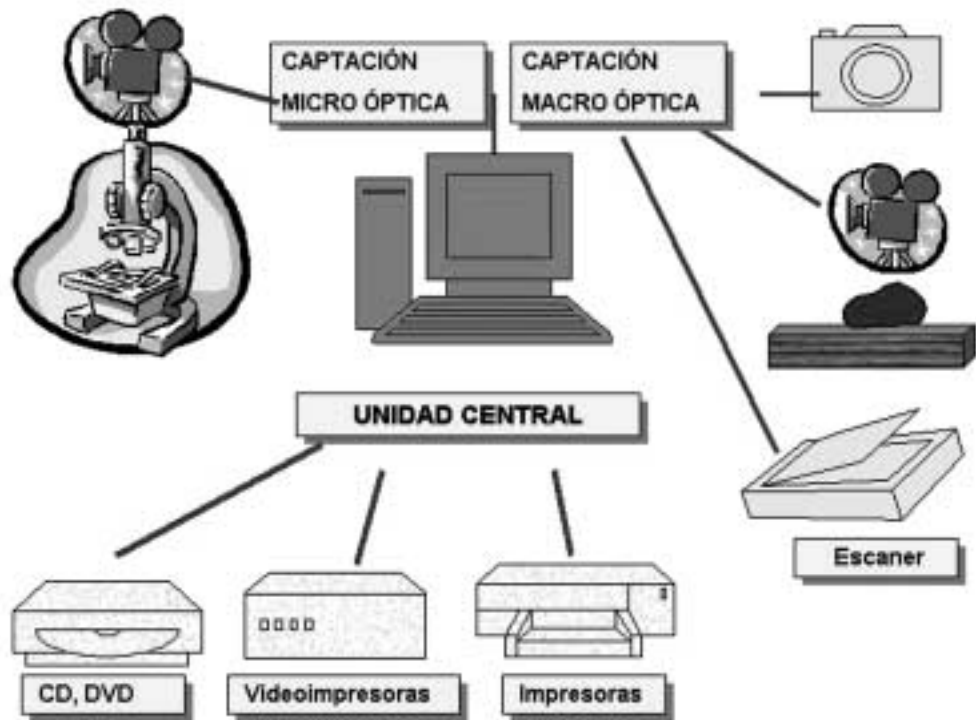 CAPTACIÓN
MICRO ÓPTICA
CAPTACIÓN
MACRO ÓPTICA
UNIDAD CENTRAL
Escaner
CD, DVD
Videoimpresoras
Impresoras